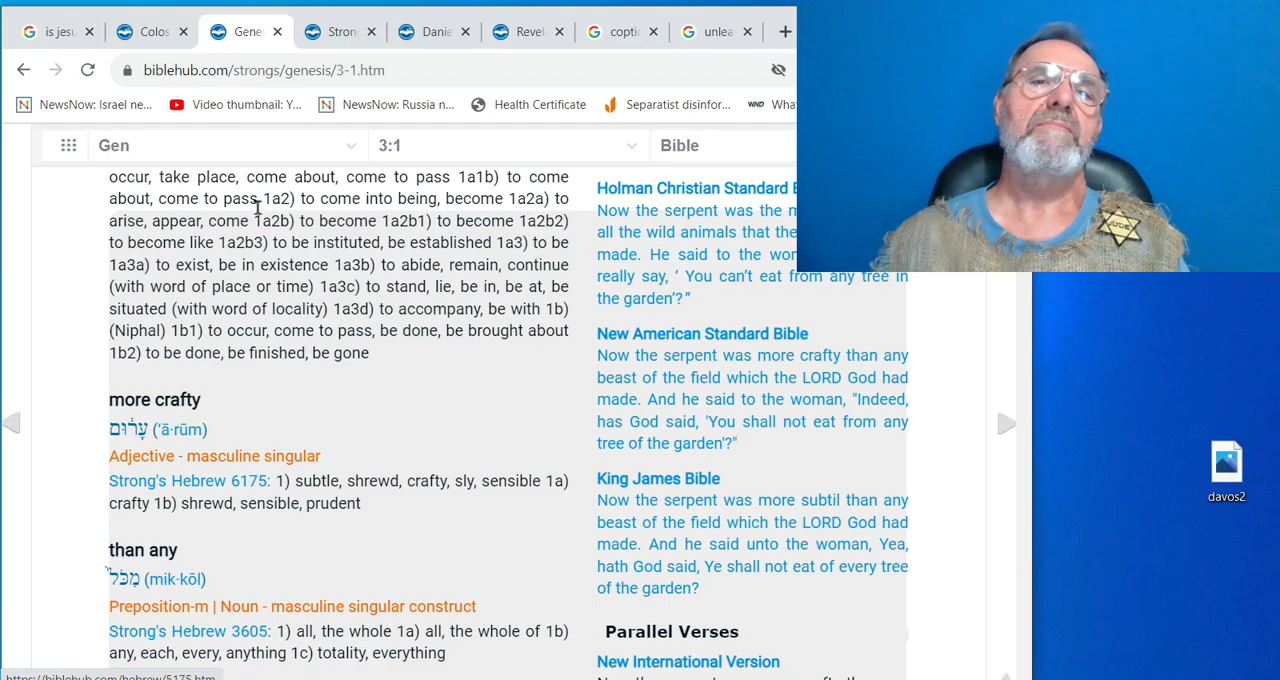 is jesu
Colos
Gene
Stron
Danie
Revel
coptic
unlea
biblehub.com/strongs/genesis/3-1.htm
NewsNow: Israel ne...
Video thumbnail: Y...
NewsNow: Russia n...
Health Certificate
Separatist disinfor...
WND
Wha
Gen
3:1
Bible
occur, take place, come about, come to pass 1a1b) to come
about, come to pass 1a2) to come into being, become 1a2a) to
arise, appear, come 1a2b) to become 1a2b1) to become 1a2b2)
to become like 1a2b3) to be instituted, be established 1a3) to be
1a3a) to exist, be in existence 1a3b) to abide, remain, continue
(with word of place or time) 1a3c) to stand, lie, be in, be at, be
situated (with word of locality) 1a3d) to accompany, be with 1b)
(Niphal) 1b1) to occur, come to pass, be done, be brought about
1b2) to be done, be finished, be gone
more crafty
עָר֔וּם (‘ā·rūm)
Adjective - masculine singular
Strong's Hebrew 6175: 1) subtle, shrewd, crafty, sly, sensible 1a)
crafty 1b) shrewd, sensible, prudent
than any
מִכֹּל֙ (mik·kōl)
Preposition-m | Noun - masculine singular construct
Strong's Hebrew 3605: 1) all, the whole 1a) all, the whole of 1b)
any, each, every, anything 1c) totality, everything
https://biblehub.com/hebrew/5175.htm
Holman Christian Standard B
Now the serpent was the m
all the wild animals that the
made. He said to the wor
really say, ‘ You can’t eat from any tree in
the garden’?”
New American Standard Bible
Now the serpent was more crafty than any
beast of the field which the LORD God had
made. And he said to the woman, "Indeed,
has God said, 'You shall not eat from any
tree of the garden'?"
King James Bible
Now the serpent was more subtil than any
beast of the field which the LORD God had
made. And he said unto the woman, Yea,
hath God said, Ye shall not eat of every tree
of the garden?
Parallel Verses
New International Version
JUDE
davos2